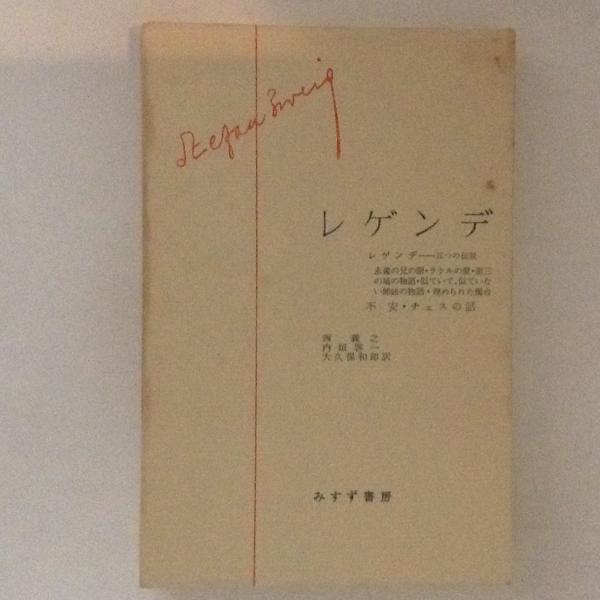 Stefan Zweig
レゲンデ
レゲンデ——五つの伝説
永遠の兄の眼・ラケルの愛・第三
の鳩の物語・似ていて、似ていな
い姉妹の物語・埋められた燭台
不安・チェスの話
西 義之
内垣啓一
大久保和郎訳
みすず書房